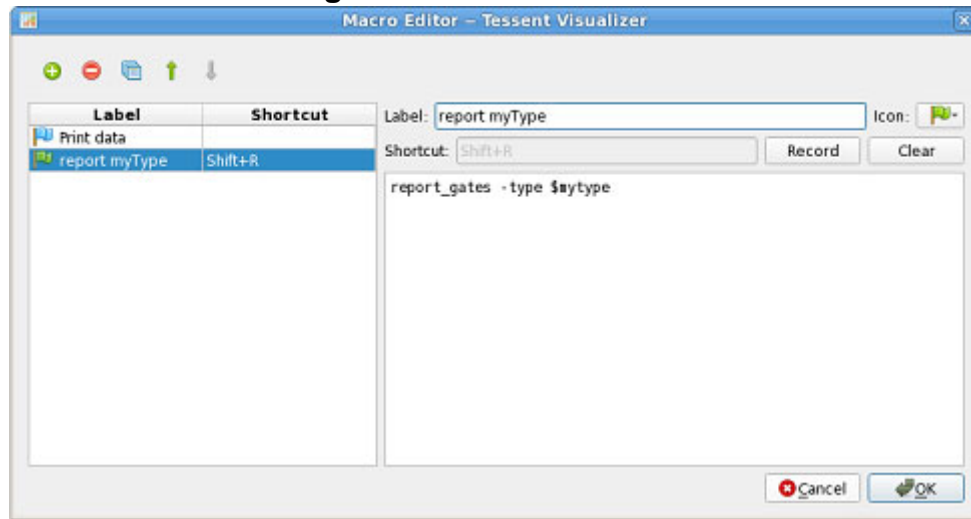 Macro Editor – Tessent Visualizer
Label Shortcut
Print data
report myType Shift+R
Label: report myType Icon:
Shortcut: Shift+R Record Clear
report_gates -type $mytype
Cancel OK